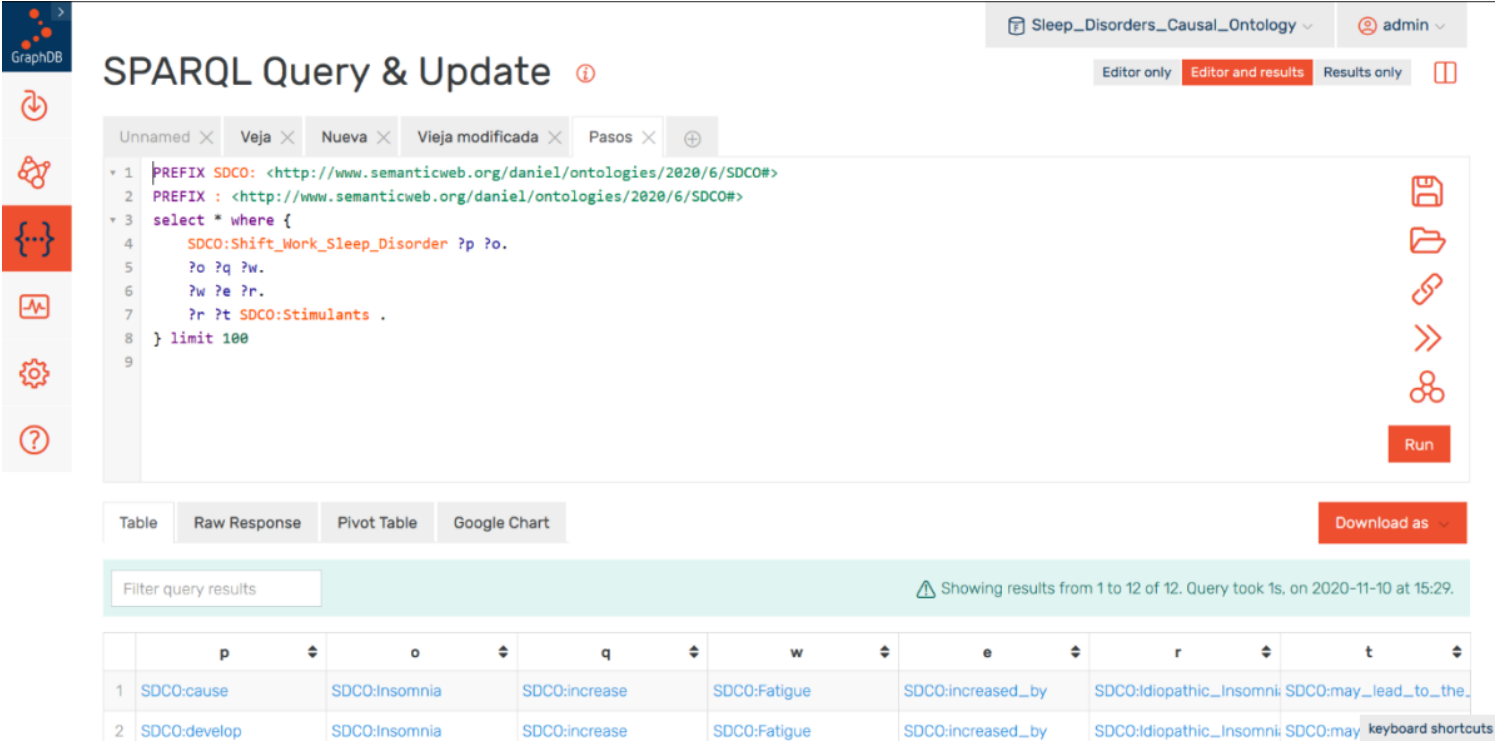 Sleep_Disorders_Causal_Ontology
admin
GraphDB
SPARQL Query & Update
Editor only Editor and results Results only
Unnamed Veja Nueva Vieja modificada Pasos
1 PREFIX SDCO: <http://www.semanticweb.org/daniel/ontologies/2020/6/SDCO#>
2 PREFIX : <http://www.semanticweb.org/daniel/ontologies/2020/6/SDCO#>
3 select * where {
4 SDCO:Shift_Work_Sleep_Disorder ?p ?o.
5 ?o ?q ?w.
6 ?w ?e ?r.
7 ?r ?t SDCO:Stimulants .
8 } limit 100
9
Run
Table Raw Response Pivot Table Google Chart
Download as
Filter query results
Showing results from 1 to 12 of 12. Query took 1s, on 2020-11-10 at 15:29.
p o q w e r t
1 SDCO:cause SDCO:Insomnia SDCO:increase SDCO:Fatigue SDCO:increased_by SDCO:Idiopathic_Insomni SDCO:may_lead_to_the_
2 SDCO:develop SDCO:Insomnia SDCO:increase SDCO:Fatigue SDCO:increased_by SDCO:Idiopathic_Insomni SDCO:may
keyboard shortcuts